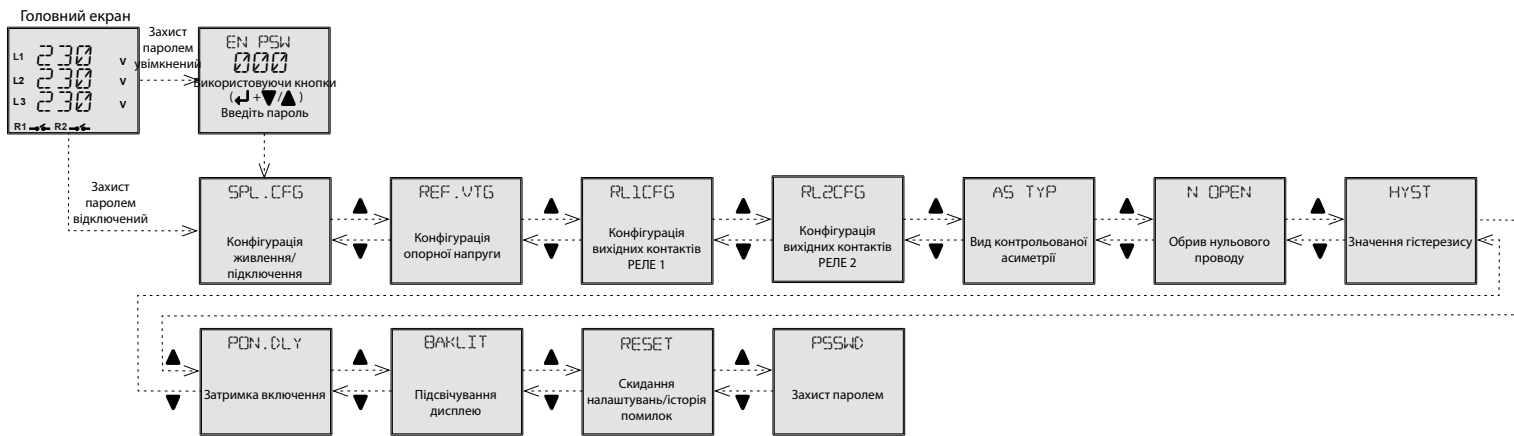 Головний екран
L1 230 V
L2 230 V
L3 230 V
R1 R2
Захист
паролем
увімкнений
EN PSW
000
Використовуючи кнопки
( + / )
Введіть пароль
Захист
паролем
відключений
SPL.CFG
Конфігурація
живлення/
підключення
REF.VTG
Конфігурація
опорної напруги
RL1CFG
Конфігурація
вихідних контактів
РЕЛЕ 1
RL2CFG
Конфігурація
вихідних контактів
РЕЛЕ 2
AS TYP
Вид контрольованої
асиметрії
N OPEN
Обрив нульового
проводу
HYST
Значення гістерезису
PON.DLY
Затримка включення
BAKLIT
Підсвічування
дисплею
RESET
Скидання
налаштувань/історія
помилок
PSSWD
Захист паролем